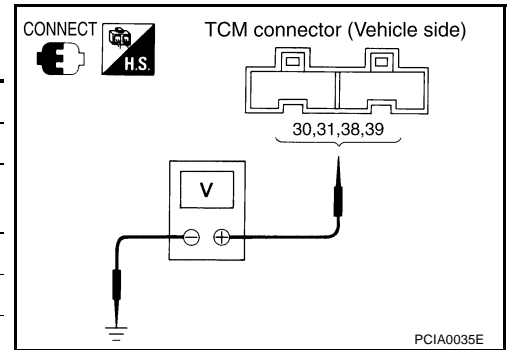 CONNECT
H.S.
TCM connector (Vehicle side)
30,31,38,39
V
PCIA0035E